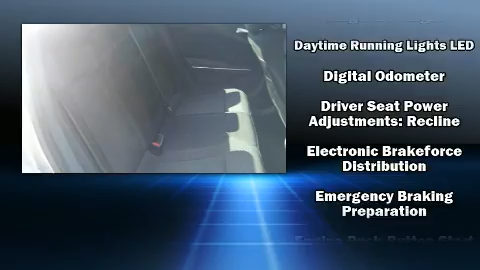 Daytime Running Lights LED
Digital Odometer
Driver Seat Power
Adjustments: Recline
Electronic Brakeforce
Distribution
Emergency Braking
Preparation